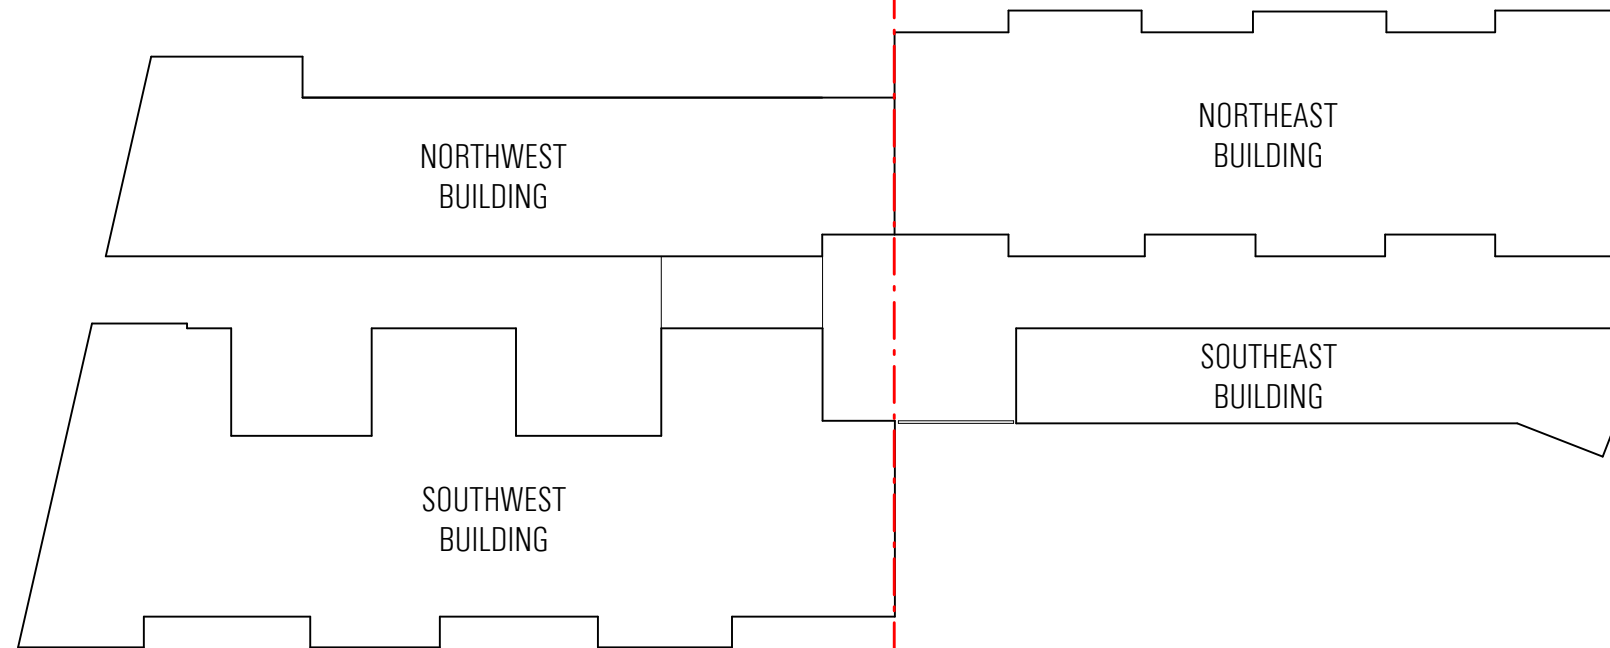 NORTHWEST
BUILDING
NORTHEAST
BUILDING
SOUTHWEST
BUILDING
SOUTHEAST
BUILDING